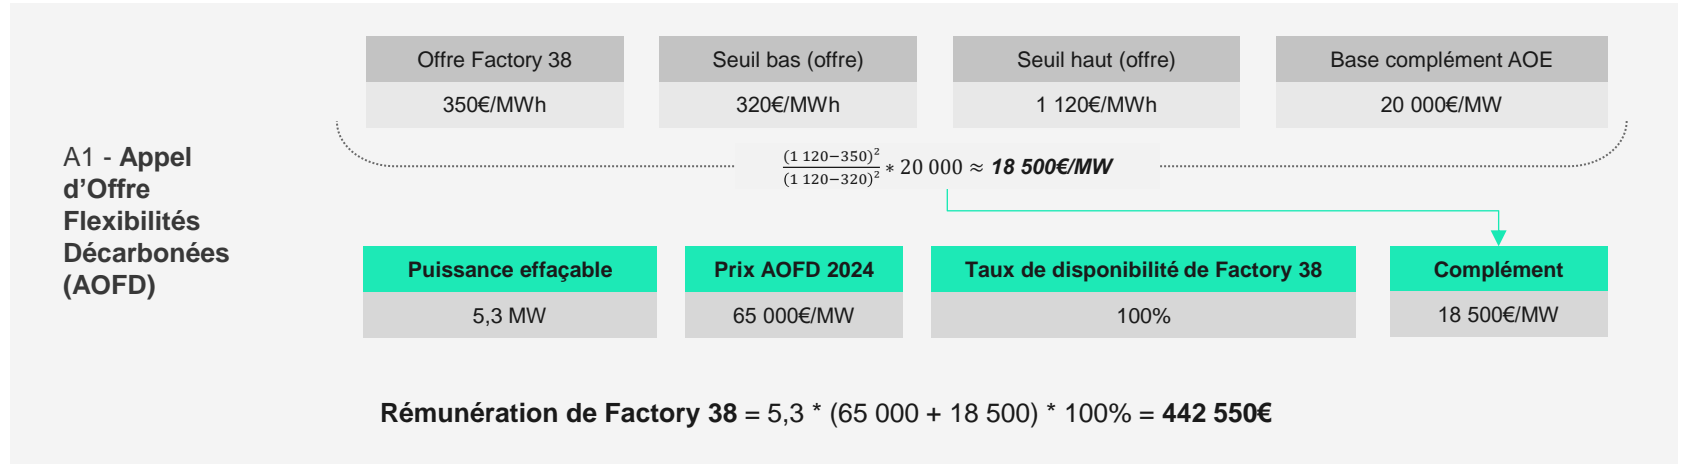 Offre Factory 38
Seuil bas (offre)
Seuil haut (offre)
Base complément AOE
350€/MWh
320€/MWh
1 120€/MWh
20 000€/MW
A1 - Appel
d’Offre
Flexibilités
Décarbonées
(AOFD)
(1 120−350)²
(1 120−320)² * 20 000 ≈ 18 500€/MW
Puissance effaçable
Prix AOFD 2024
Taux de disponibilité de Factory 38
Complément
5,3 MW
65 000€/MW
100%
18 500€/MW
Rémunération de Factory 38 = 5,3 * (65 000 + 18 500) * 100% = 442 550€